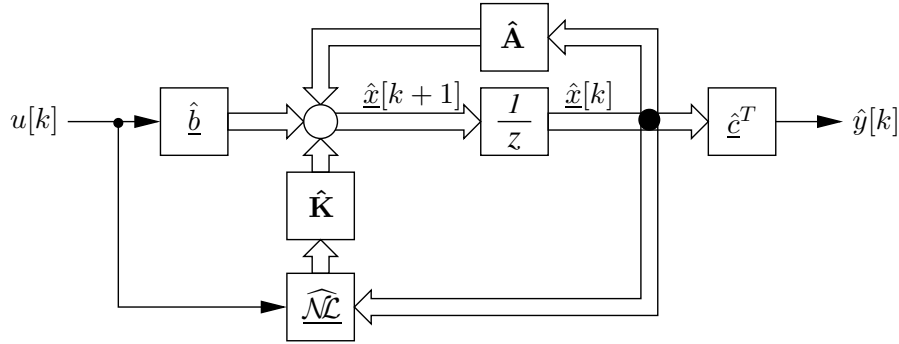 Â
u[k] b̲̂ x̲̂[k + 1] 1/z x̲̂[k] ĉ̲ᵀ ŷ[k]
K̂
N̲L̲̂